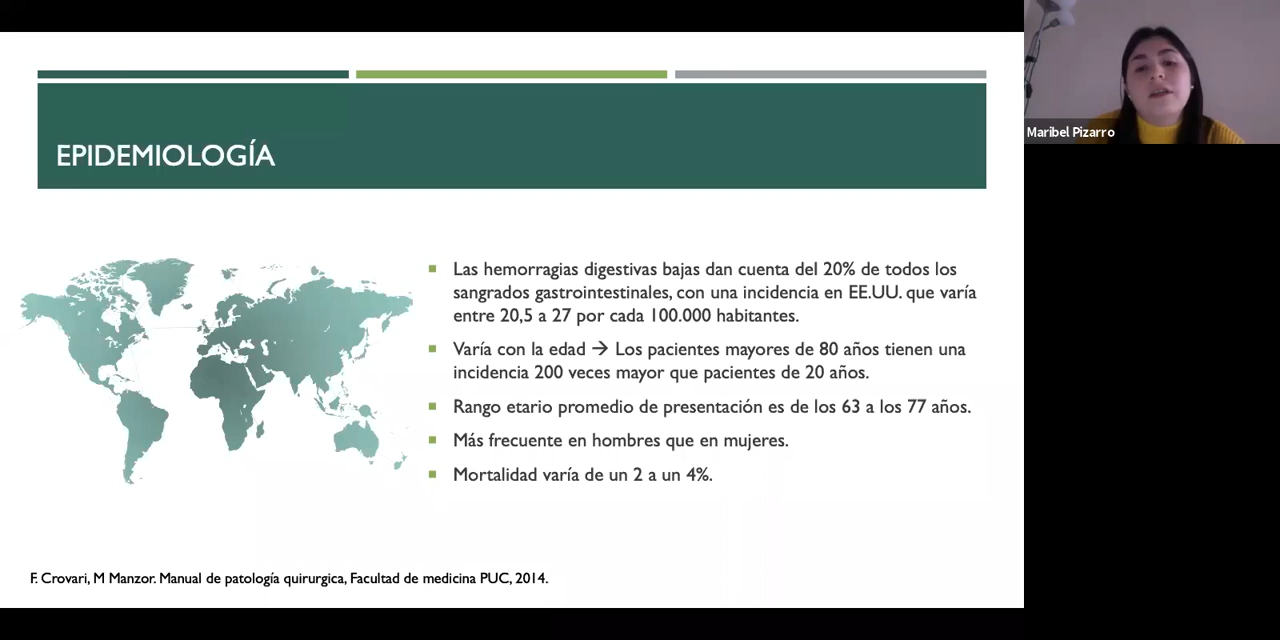 EPIDEMIOLOGÍA
Las hemorragias digestivas bajas dan cuenta del 20% de todos los
sangrados gastrointestinales, con una incidencia en EE.UU. que varía
entre 20,5 a 27 por cada 100.000 habitantes.
Varía con la edad → Los pacientes mayores de 80 años tienen una
incidencia 200 veces mayor que pacientes de 20 años.
Rango etario promedio de presentación es de los 63 a los 77 años.
Más frecuente en hombres que en mujeres.
Mortalidad varía de un 2 a un 4%.
F. Crovari, M Manzor. Manual de patología quirurgica, Facultad de medicina PUC, 2014.
Maribel Pizarro